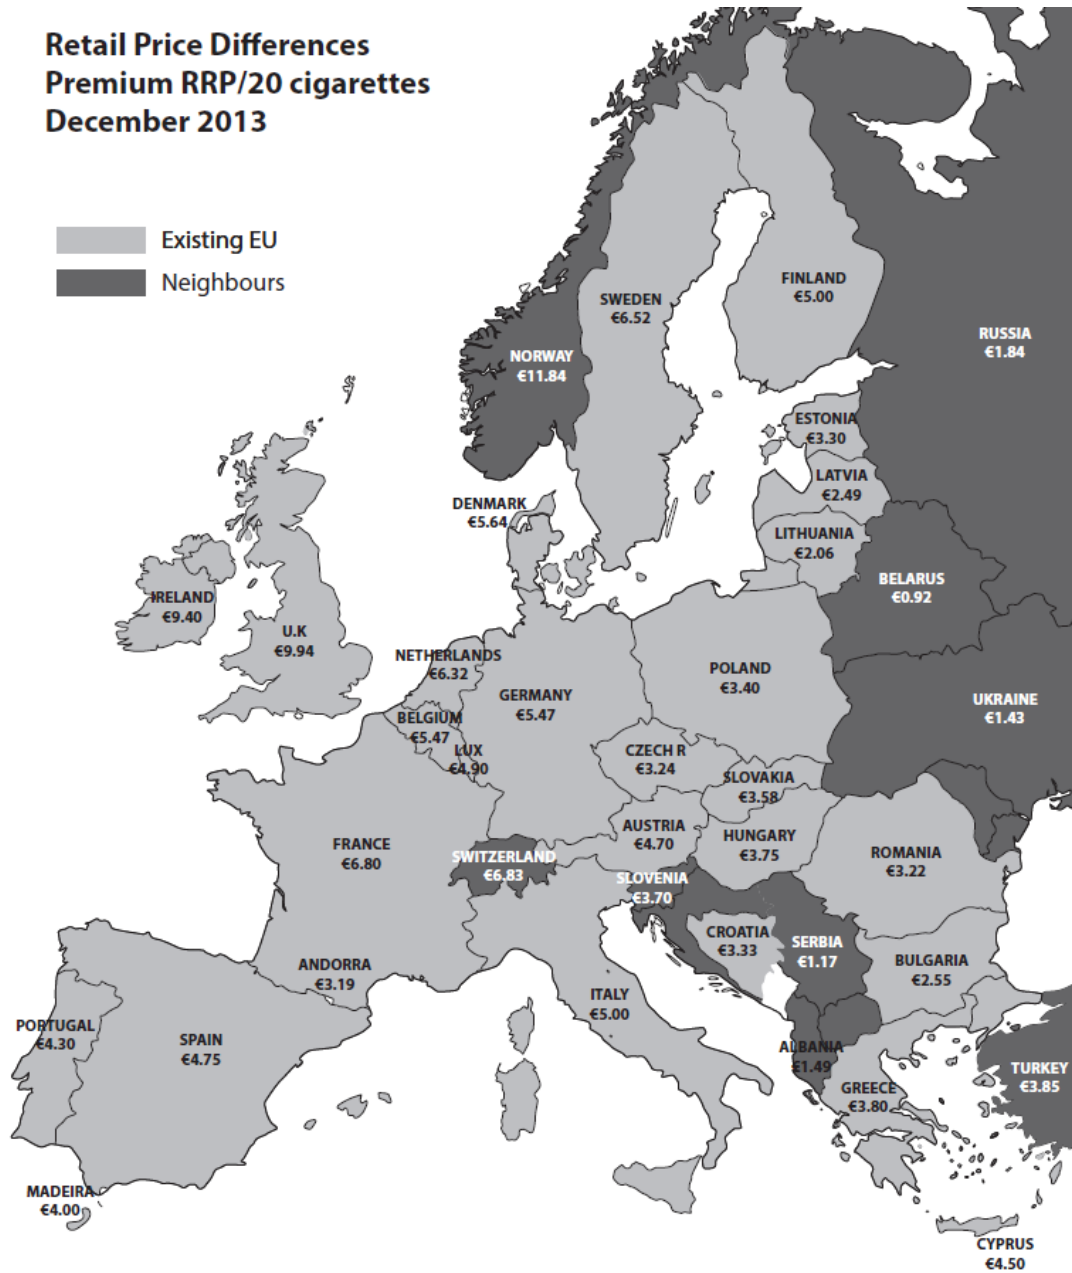 Retail Price Differences
Premium RRP/20 cigarettes
December 2013
Existing EU
Neighbours
FINLAND
€5.00
SWEDEN
€6.52
RUSSIA
€1.84
NORWAY
€11.84
ESTONIA
€3.30
LATVIA
€2.49
DENMARK
€5.64
LITHUANIA
€2.06
BELARUS
€0.92
IRELAND
€9.40
U.K
€9.94
NETHERLANDS
€6.32
POLAND
€3.40
GERMANY
€5.47
UKRAINE
€1.43
BELGIUM
€5.47
LUX
€4.90
CZECH R
€3.24
SLOVAKIA
€3.58
AUSTRIA
€4.70
HUNGARY
€3.75
FRANCE
€6.80
SWITZERLAND
€6.83
ROMANIA
€3.22
SLOVENIA
€3.70
CROATIA
€3.33
SERBIA
€1.17
BULGARIA
€2.55
ANDORRA
€3.19
ITALY
€5.00
PORTUGAL
€4.30
SPAIN
€4.75
ALBANIA
€1.49
TURKEY
€3.85
GREECE
€3.80
MADEIRA
€4.00
CYPRUS
€4.50